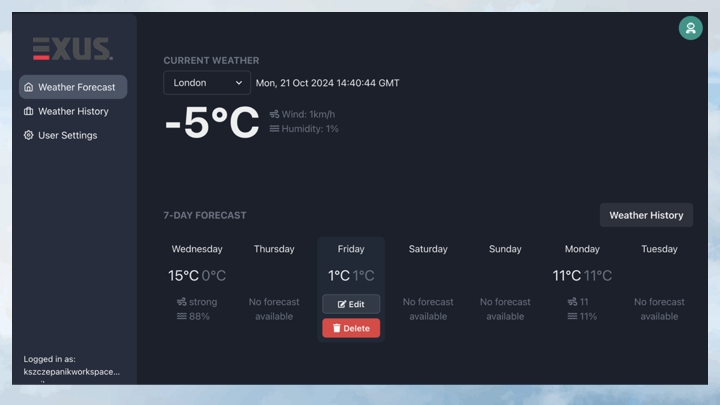 EXUS.
Weather Forecast
Weather History
User Settings
Logged in as:
kszczepanikworkspace...
CURRENT WEATHER
London
Mon, 21 Oct 2024 14:40:44 GMT
-5°C
Wind: 1km/h
Humidity: 1%
7-DAY FORECAST
Weather History
Wednesday
15°C 0°C
strong
88%
Thursday
No forecast
available
Friday
1°C 1°C
Edit
Delete
Saturday
No forecast
available
Sunday
No forecast
available
Monday
11°C 11°C
11
11%
Tuesday
No forecast
available